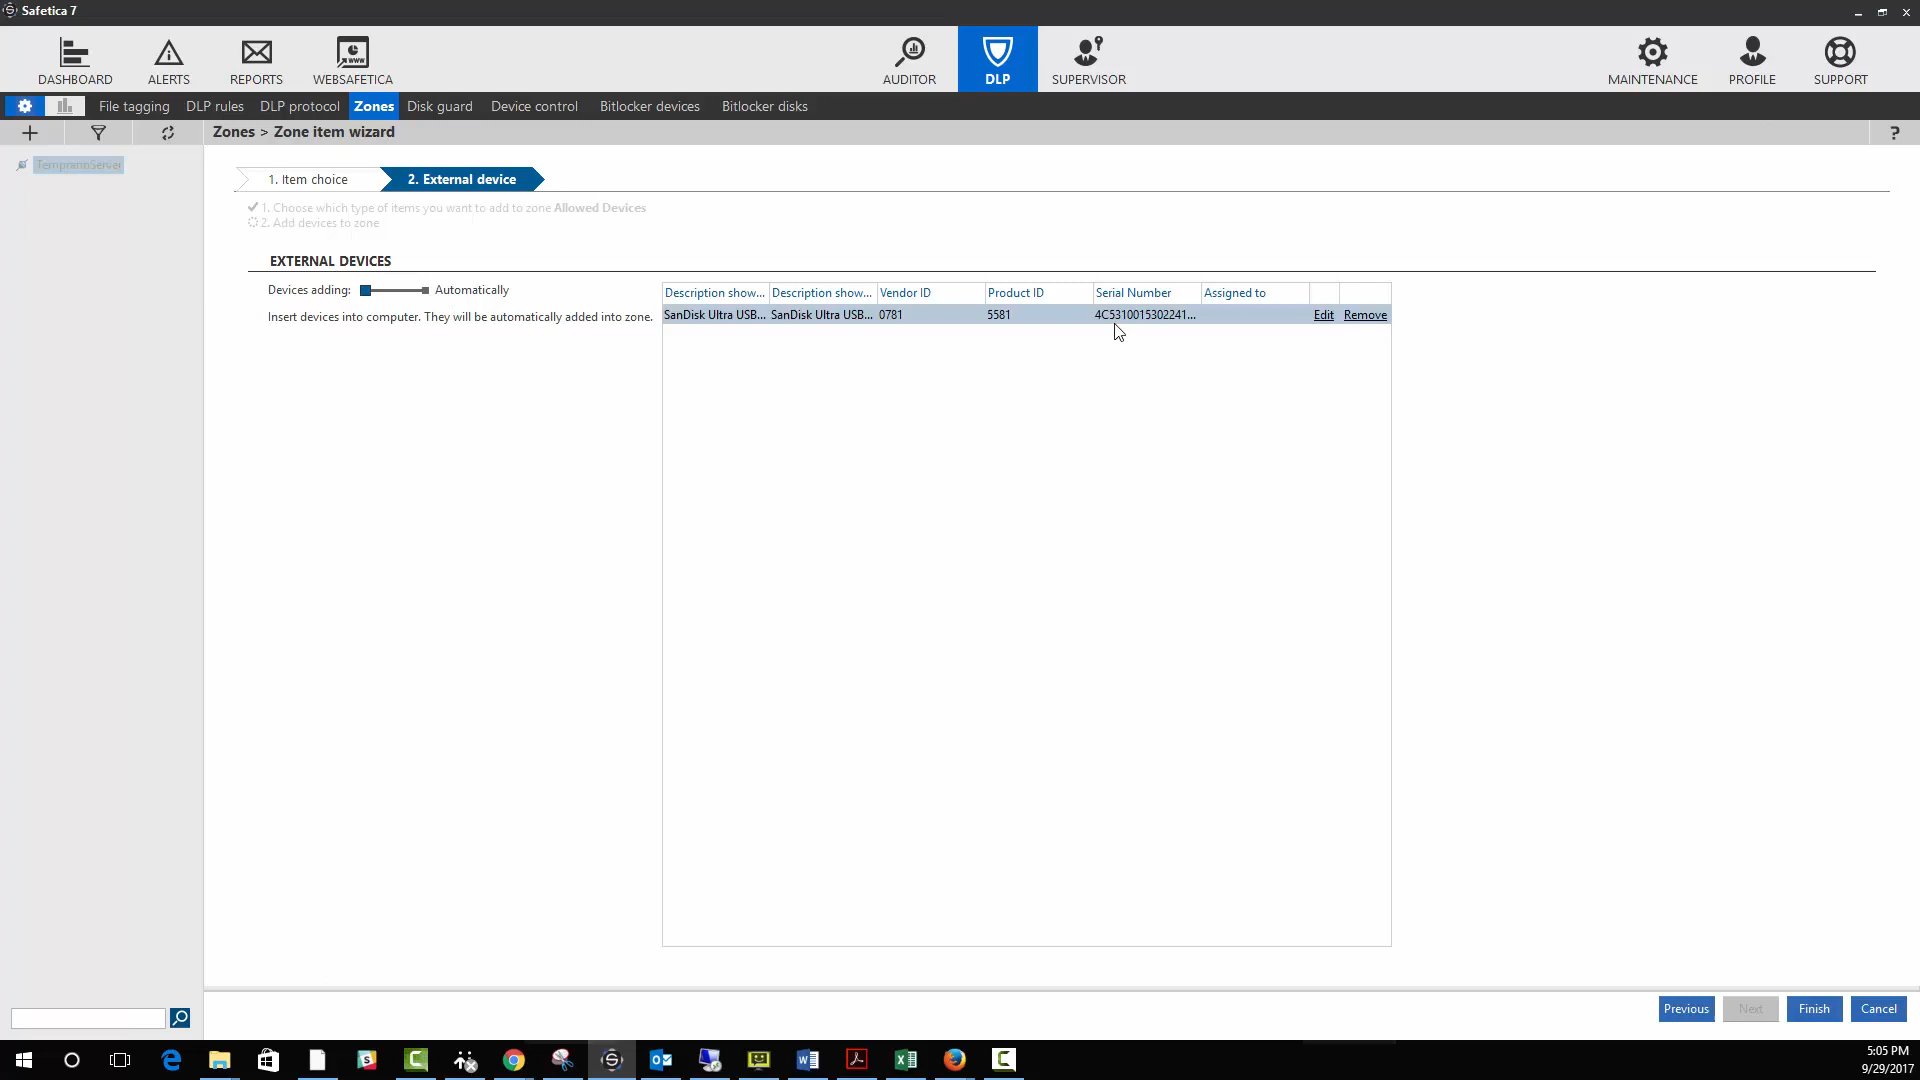 Safetica 7
DASHBOARD ALERTS REPORTS WEBSAFETICA AUDITOR DLP SUPERVISOR MAINTENANCE PROFILE SUPPORT
File tagging DLP rules DLP protocol Zones Disk guard Device control Bitlocker devices Bitlocker disks
Zones > Zone item wizard ?
TemprannServer
1. Item choice 2. External device
1. Choose which type of items you want to add to zone Allowed Devices
2. Add devices to zone
EXTERNAL DEVICES
Devices adding: Automatically
Insert devices into computer. They will be automatically added into zone.
Description show... Description show... Vendor ID Product ID Serial Number Assigned to
SanDisk Ultra USB... SanDisk Ultra USB... 0781 5581 4C5310015302241... Edit Remove
Previous Next Finish Cancel
5:05 PM
9/29/2017